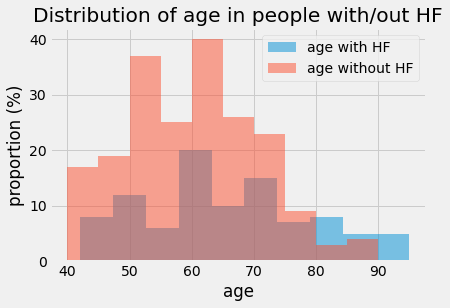 Distribution of age in people with/out HF
age with HF
age without HF
proportion (%)
40
30
20
10
0
40 50 60 70 80 90
age